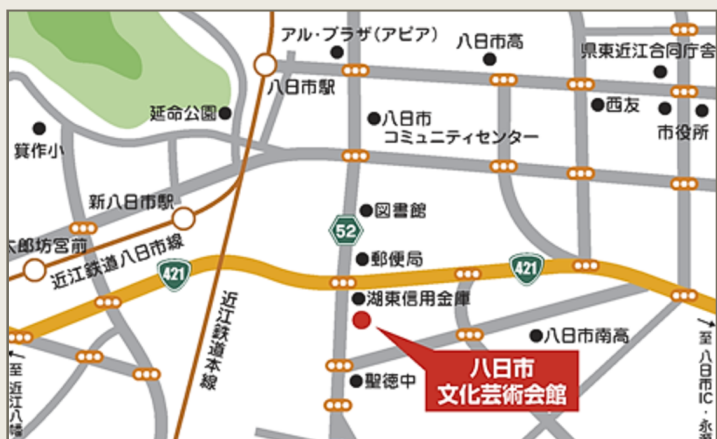 アル・プラザ(アピア)
八日市高
県東近江合同庁舎
八日市駅
延命公園
八日市
コミュニティセンター
西友
市役所
箕作小
新八日市駅
図書館
52
太郎坊宮前
近江鉄道八日市線
郵便局
421
421
湖東信用金庫
近江鉄道本線
八日市南高
八日市
文化芸術会館
聖徳中
至 近江八幡
至 八日市IC・永源